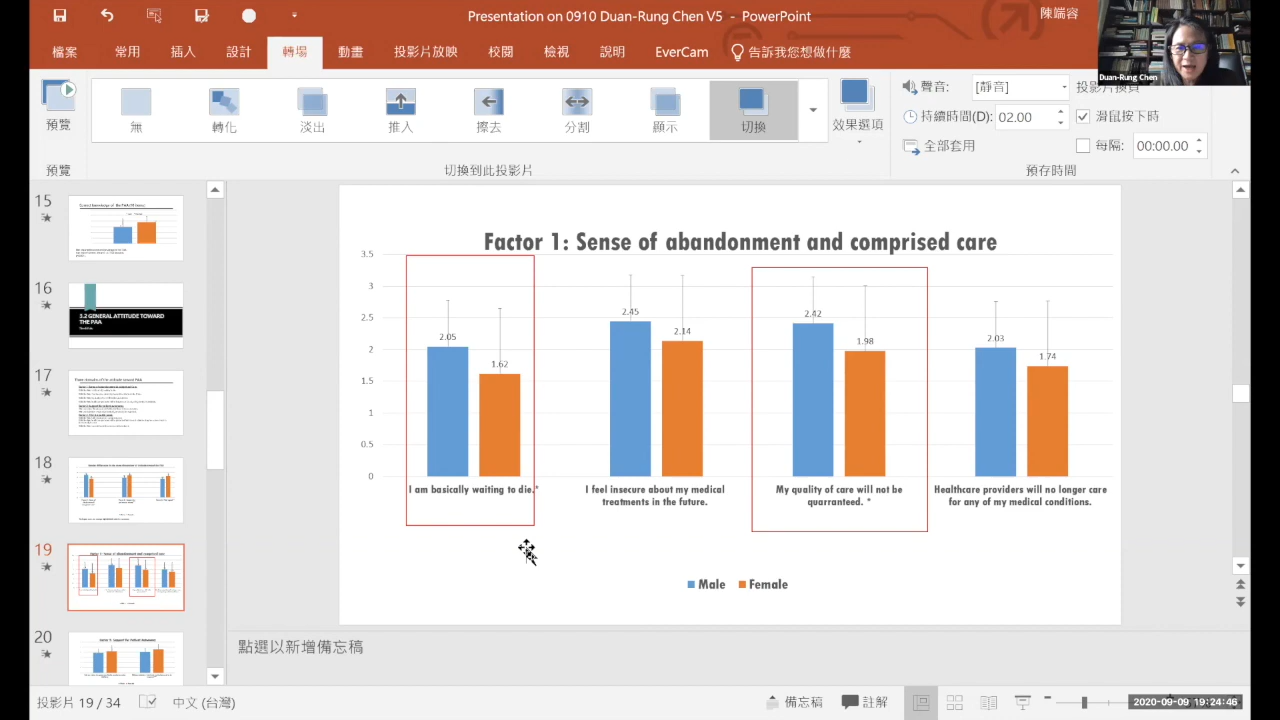 Presentation on 0910 Duan-Rung Chen V5 - PowerPoint
陳端容
Duan-Rung Chen
檔案 常用 插入 設計 轉場 動畫 投影片放映 校閱 檢視 說明 EverCam 告訴我您想做什麼
預覽
無 轉化 淡出 推入 擦去 分割 顯示 切換
效果選項
聲音: [靜音]
持續時間(D): 02.00
全部套用
投影片換頁
滑鼠按下時
每隔: 00:00.00
預覽
切換到此投影片
預存時間
15
16
3.2 GENERAL ATTITUDE TOWARD THE PAA
17
18
19
20
Factor 1: Sense of abandonment and comprised care
3.5
3
2.5
2
1.5
1
0.5
0
2.05
1.62
2.45
2.14
2.42
1.98
2.03
1.74
I am basically waiting to die.*
I feel insecure about my medical
treatments in the future.
My quality of care will not be
quarranteed. *
Healthcare providers will no longer care
for any of my medical conditions.
Male Female
點選以新增備忘稿
投影片 19 / 34 中文 (台灣)
備忘稿 註解
2020-09-09 19:24:46